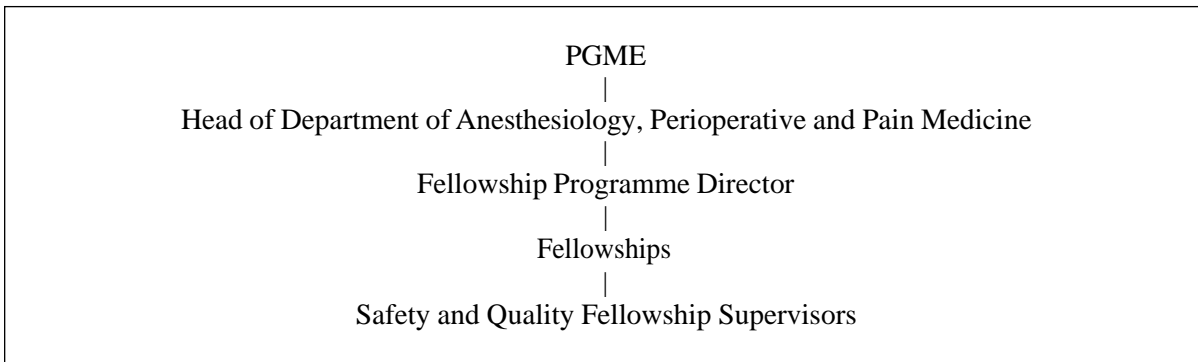 PGME
|
Head of Department of Anesthesiology, Perioperative and Pain Medicine
|
Fellowship Programme Director
|
Fellowships
|
Safety and Quality Fellowship Supervisors